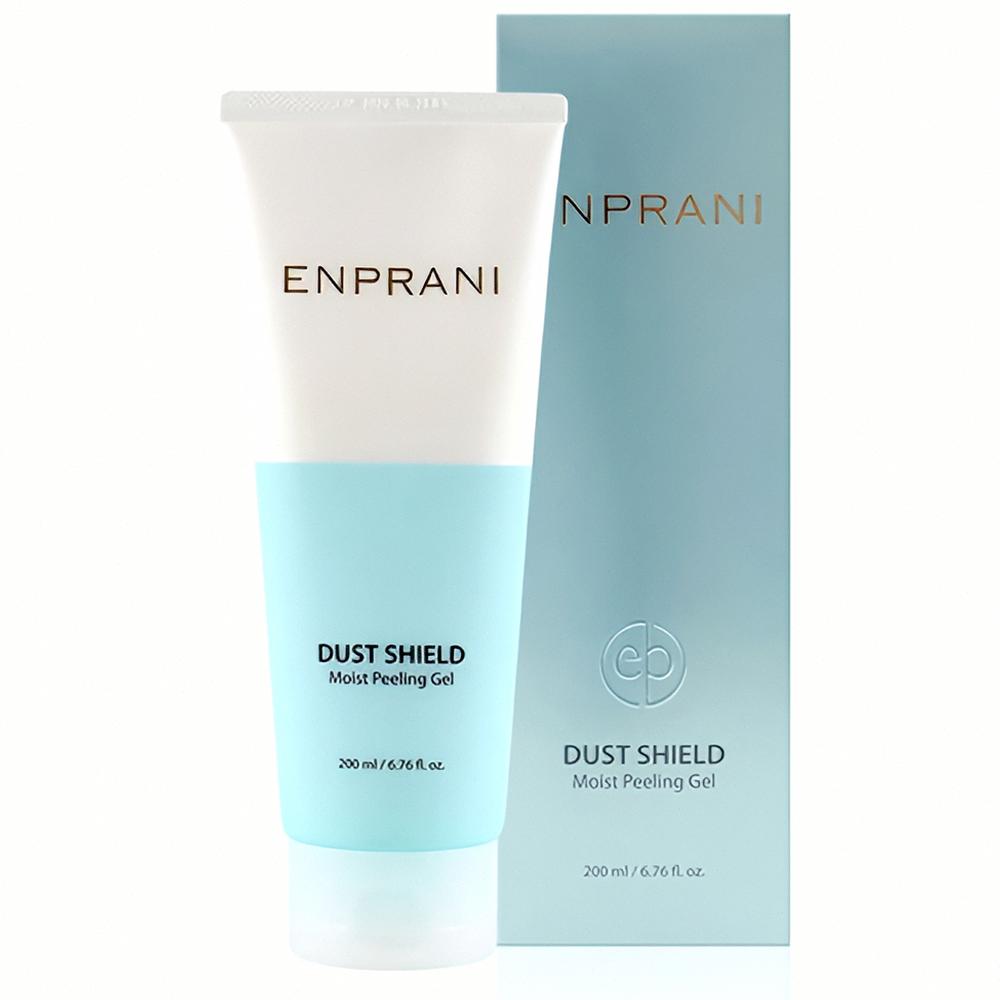 ENPRANI
DUST SHIELD
Moist Peeling Gel
200 ml / 6.76 fl. oz.
NPRANI
ep
DUST SHIELD
Moist Peeling Gel
200 ml / 6.76 fl. oz.